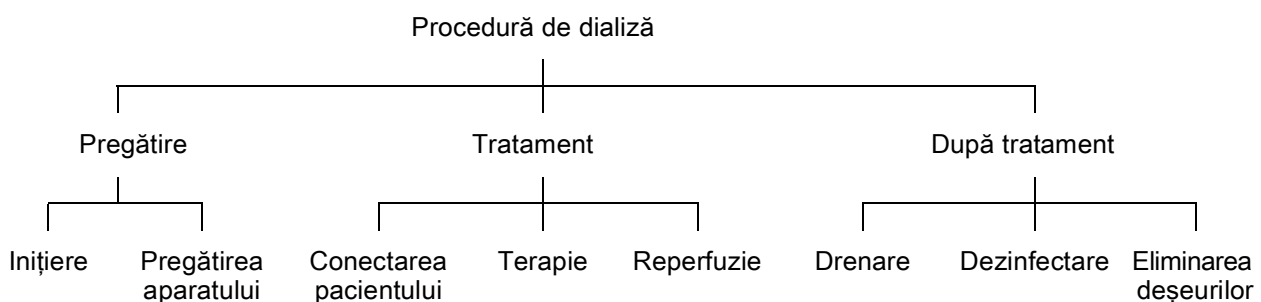 Procedură de dializă
Pregătire
Tratament
După tratament
Inițiere
Pregătirea
aparatului
Conectarea
pacientului
Terapie
Reperfuzie
Drenare
Dezinfectare
Eliminarea
deșeurilor